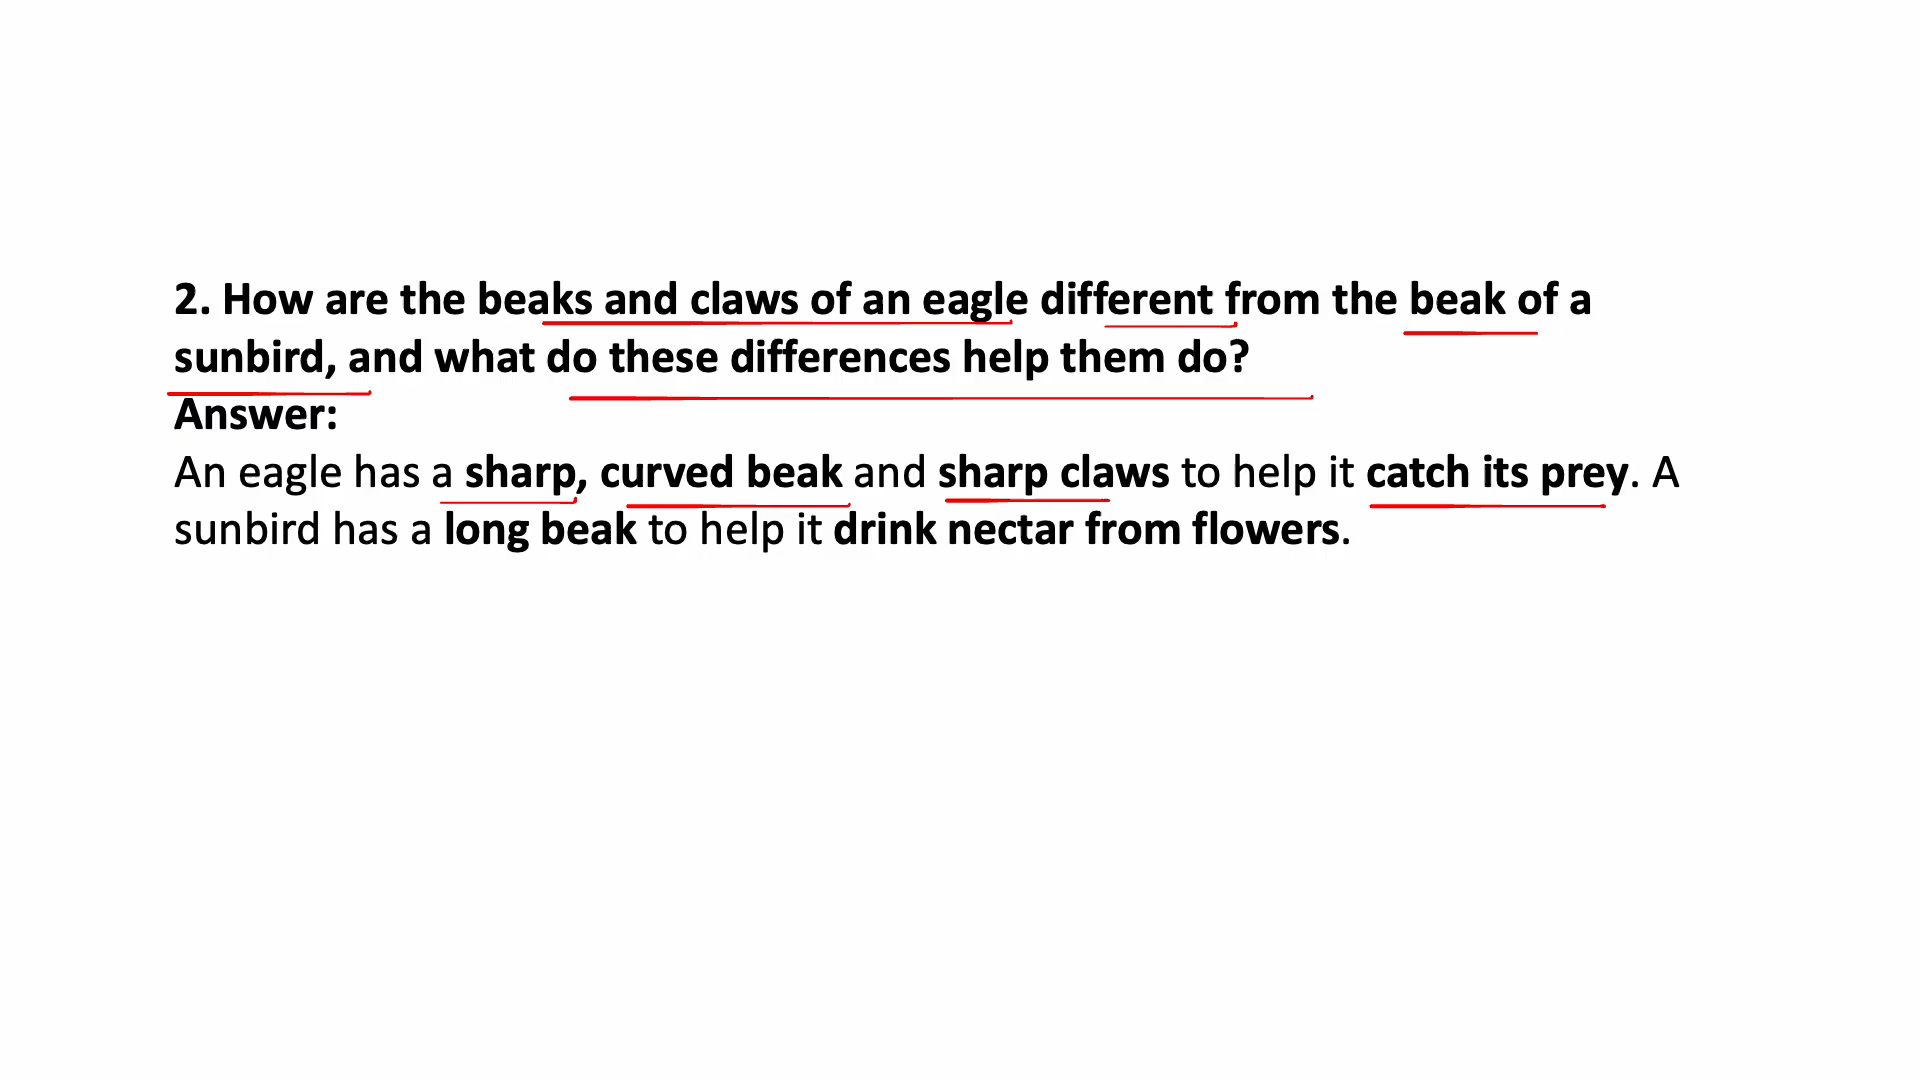 2. How are the beaks and claws of an eagle different from the beak of a
sunbird, and what do these differences help them do?
Answer:
An eagle has a sharp, curved beak and sharp claws to help it catch its prey. A
sunbird has a long beak to help it drink nectar from flowers.